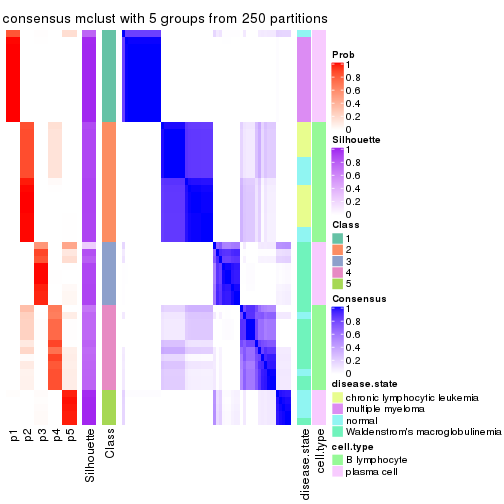 consensus mclust with 5 groups from 250 partitions
Prob
1
0.8
0.6
0.4
0.2
0
Silhouette
1
0.8
0.6
0.4
0.2
0
Class
1
2
3
4
5
Consensus
1
0.8
0.6
0.4
0.2
0
disease.state
chronic lymphocytic leukemia
multiple myeloma
normal
Waldenstrom's macroglobulinemia
cell.type
B lymphocyte
plasma cell
p1
p2
p3
p4
p5
Silhouette
Class
disease.state
cell.type